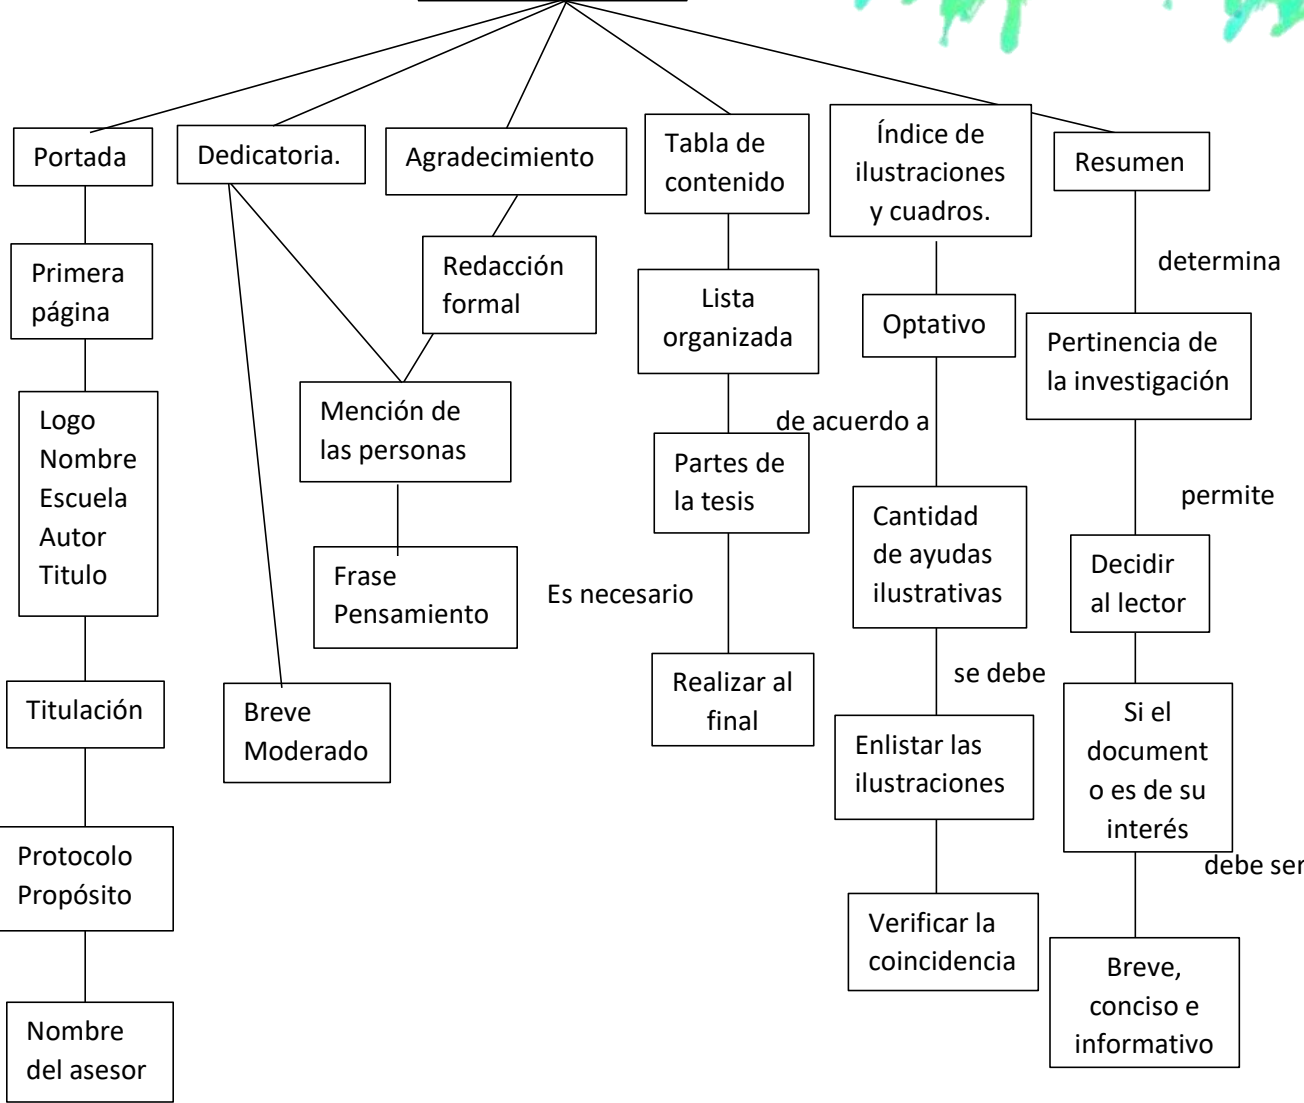 Portada
Dedicatoria.
Agradecimiento
Tabla de
contenido
Índice de
ilustraciones
y cuadros.
Resumen
Primera
página
Logo
Nombre
Escuela
Autor
Titulo
Titulación
Protocolo
Propósito
Nombre
del asesor
Redacción
formal
Mención de
las personas
Frase
Pensamiento
Breve
Moderado
Lista
organizada
Partes de
la tesis
Es necesario
Realizar al
final
Optativo
de acuerdo a
Cantidad
de ayudas
ilustrativas
se debe
Enlistar las
ilustraciones
Verificar la
coincidencia
determina
Pertinencia de
la investigación
permite
Decidir
al lector
Si el
document
o es de su
interés
debe ser
Breve,
conciso e
informativo